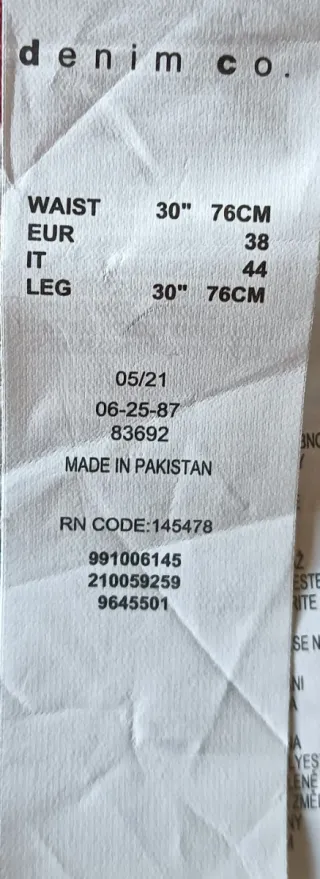 denim co.
WAIST 30" 76CM
EUR 38
IT 44
LEG 30" 76CM
05/21
06-25-87
83692
MADE IN PAKISTAN
RN CODE:145478
991006145
210059259
9645501